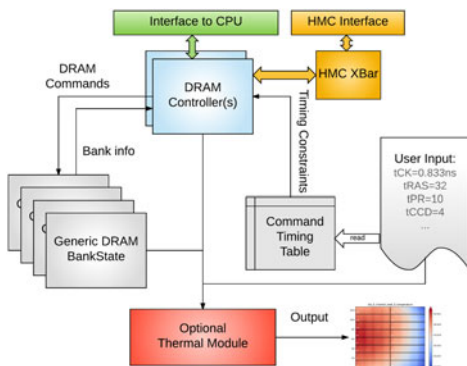 Interface to CPU
HMC Interface
DRAM
Commands
DRAM
Controller(s)
HMC XBar
Bank info
Timing Constraints
User Input:
tCK=0.833ns
tRAS=32
tPR=10
tCCD=4
...
Generic DRAM
BankState
Command
Timing
Table
read
Optional
Thermal Module
Output